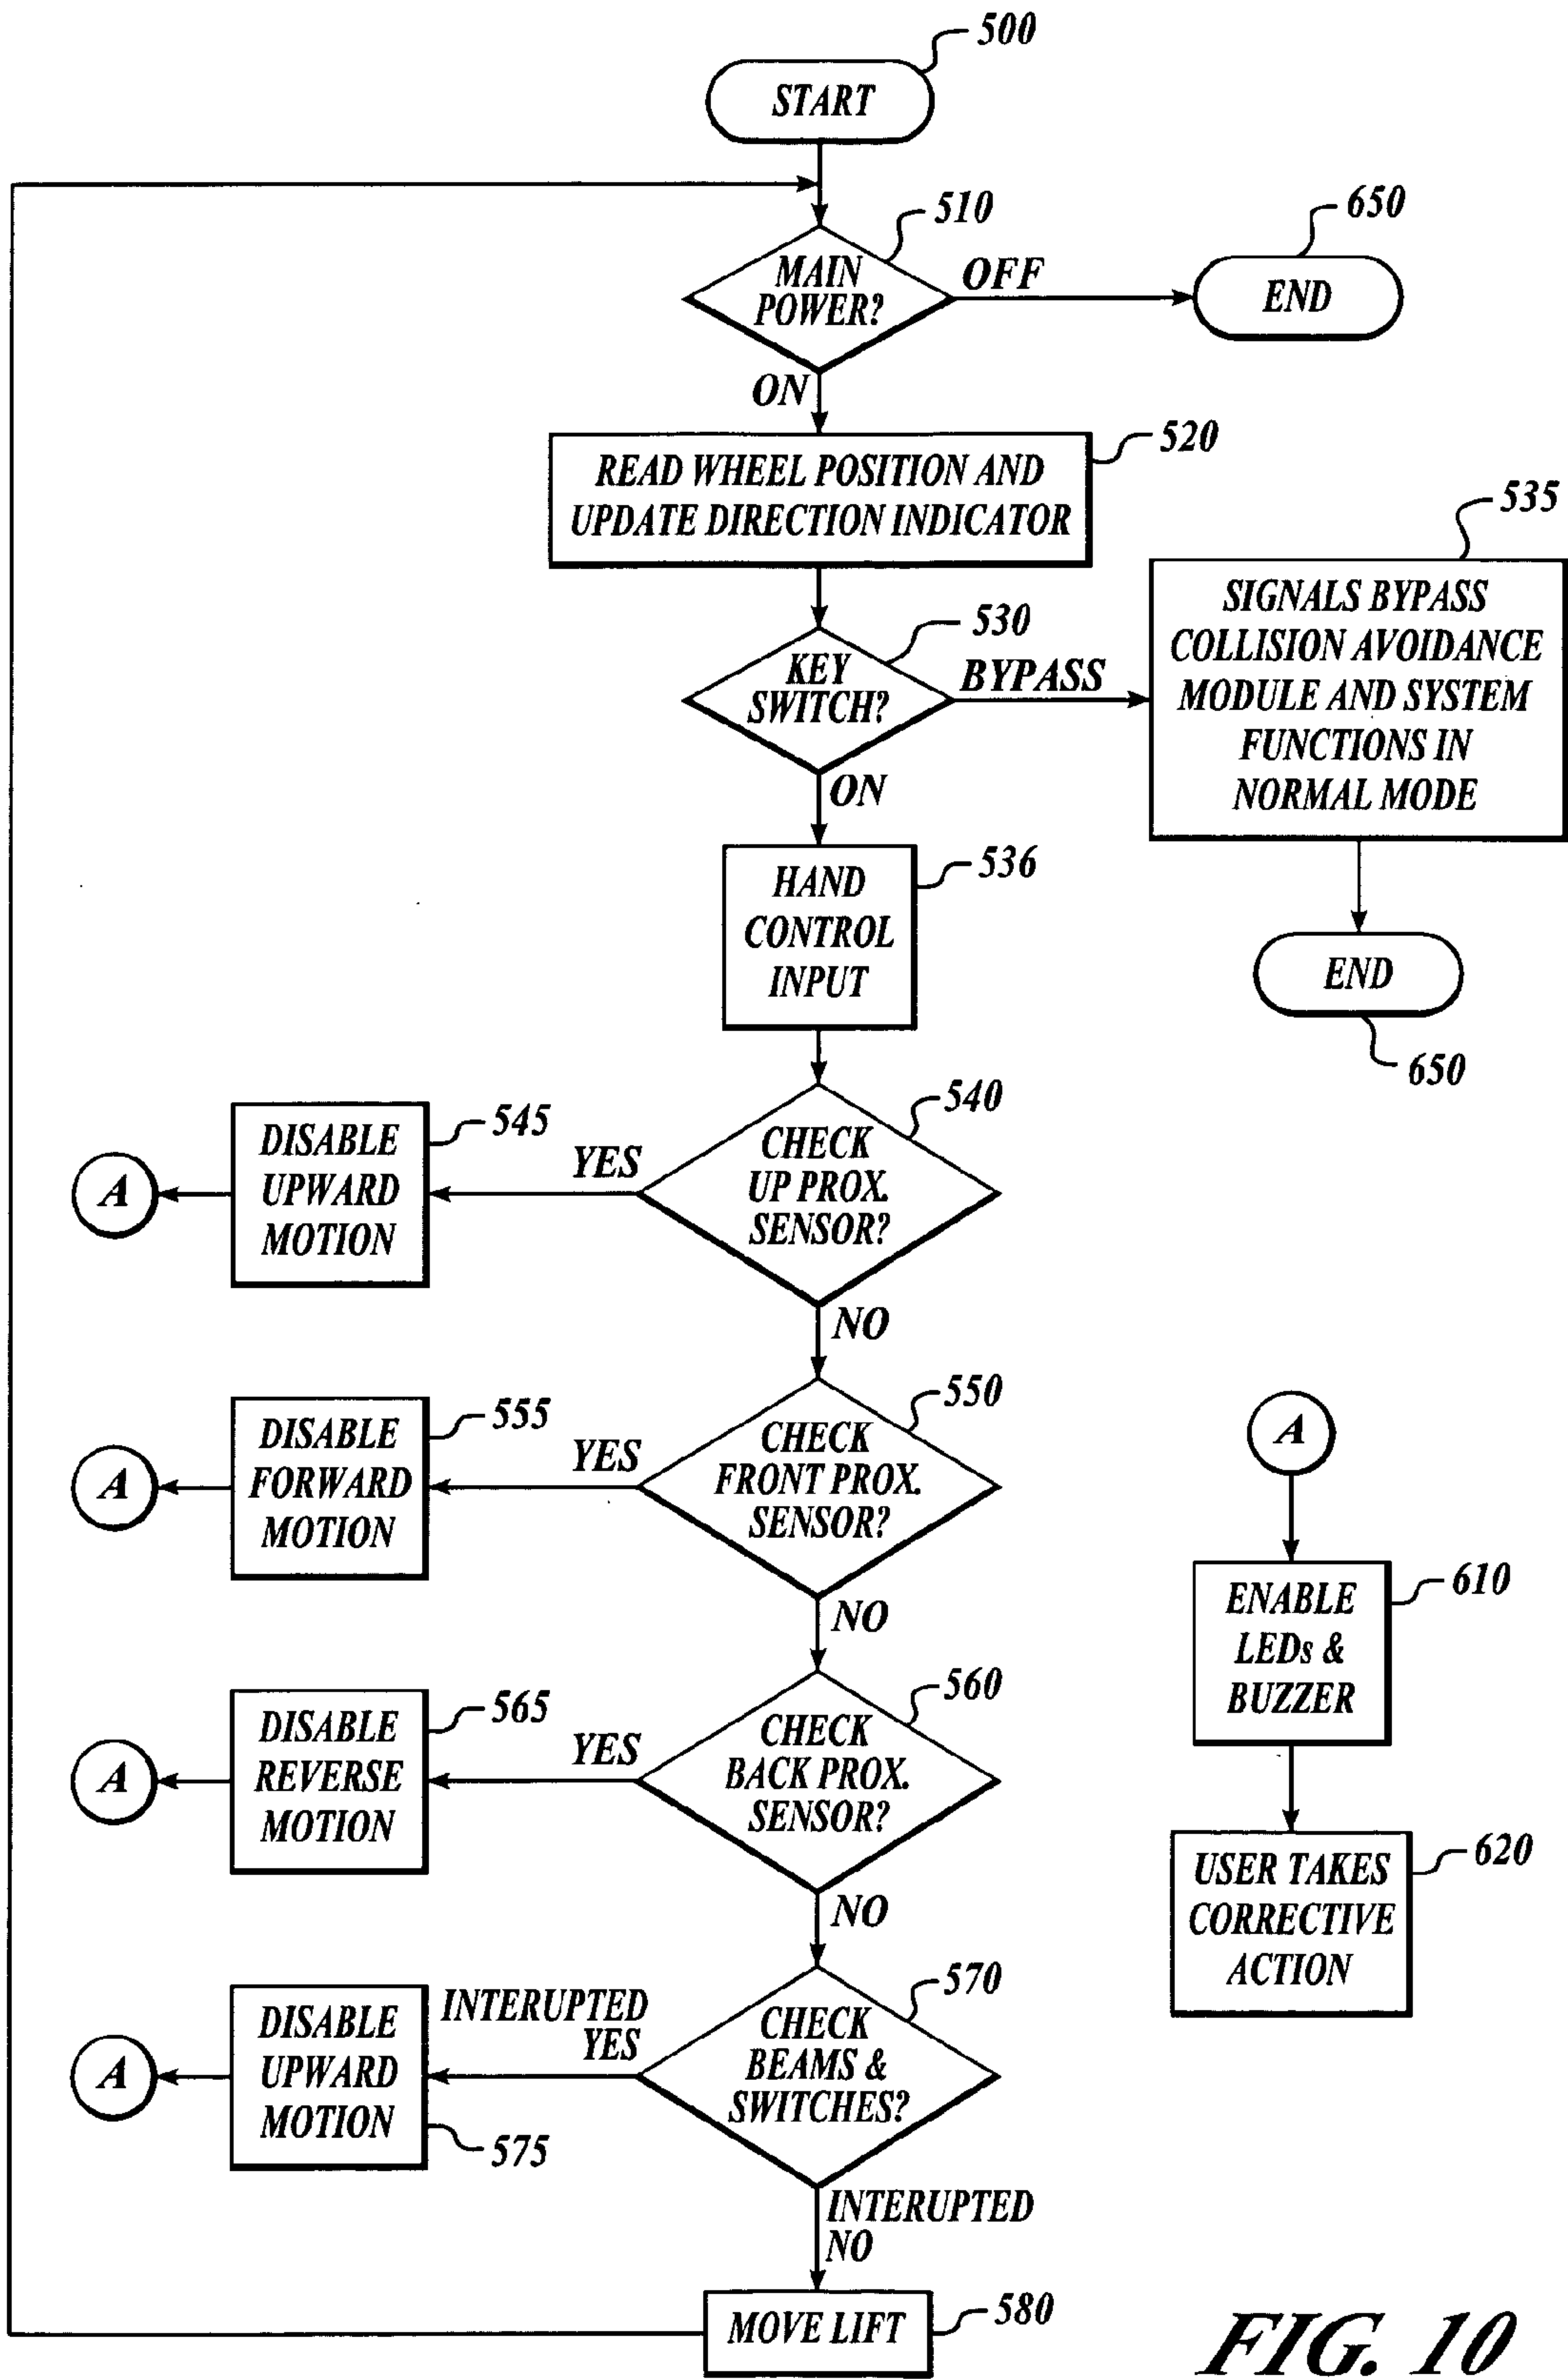 500
START
510
MAIN
POWER?
OFF
650
END
ON
520
READ WHEEL POSITION AND
UPDATE DIRECTION INDICATOR
535
SIGNALS BYPASS
COLLISION AVOIDANCE
MODULE AND SYSTEM
FUNCTIONS IN
NORMAL MODE
530
KEY
SWITCH?
BYPASS
ON
536
HAND
CONTROL
INPUT
END
650
540
CHECK
UP PROX.
SENSOR?
YES
545
DISABLE
UPWARD
MOTION
A
NO
550
CHECK
FRONT PROX.
SENSOR?
YES
555
DISABLE
FORWARD
MOTION
A
NO
560
CHECK
BACK PROX.
SENSOR?
YES
565
DISABLE
REVERSE
MOTION
A
NO
570
CHECK
BEAMS &
SWITCHES?
INTERUPTED
YES
DISABLE
UPWARD
MOTION
575
A
INTERUPTED
NO
MOVE LIFT
580
A
ENABLE
LEDs &
BUZZER
610
USER TAKES
CORRECTIVE
ACTION
620
FIG. 10